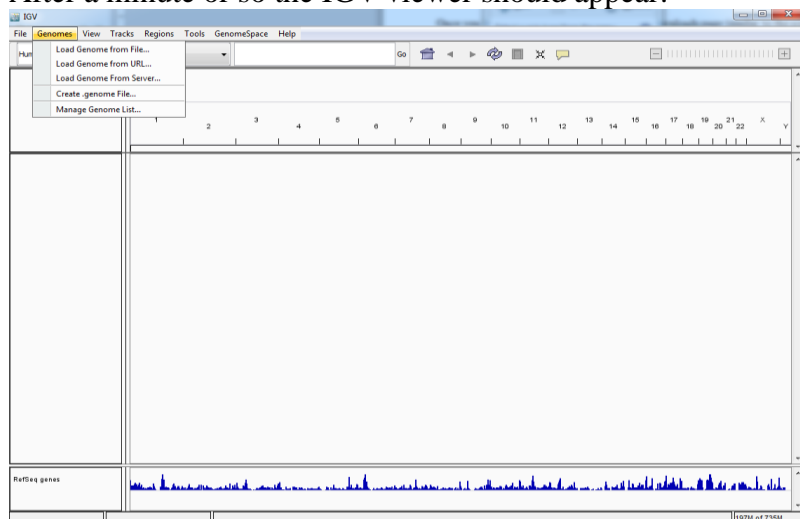 After a minute or so the IGV viewer should appear.
IGV
File Genomes View Tracks Regions Tools GenomeSpace Help
Hum
Go
Load Genome from File...
Load Genome from URL...
Load Genome From Server...
Create .genome File...
Manage Genome List...
1 2 3 4 5 6 7 8 9 10 11 12 13 14 15 16 17 18 19 20 21 22 X Y
RefSeq genes
197M of 735M